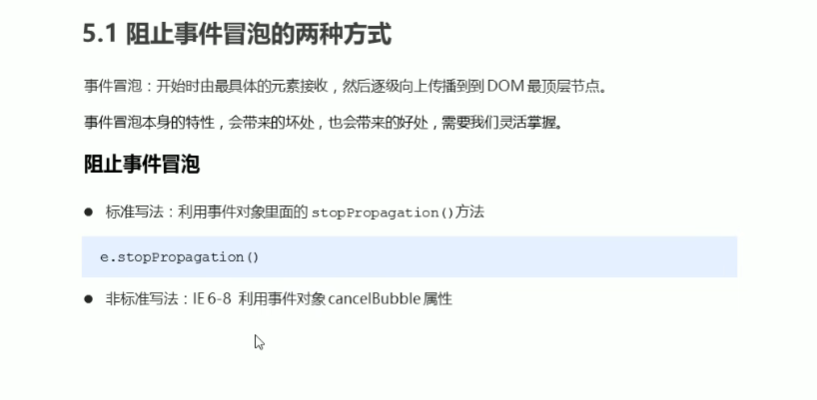 5.1 阻止事件冒泡的两种方式
事件冒泡：开始时由最具体的元素接收，然后逐级向上传播到到 DOM 最顶层节点。
事件冒泡本身的特性，会带来的坏处，也会带来的好处，需要我们灵活掌握。
阻止事件冒泡
● 标准写法：利用事件对象里面的 stopPropagation()方法
e.stopPropagation()
● 非标准写法：IE 6-8 利用事件对象 cancelBubble 属性